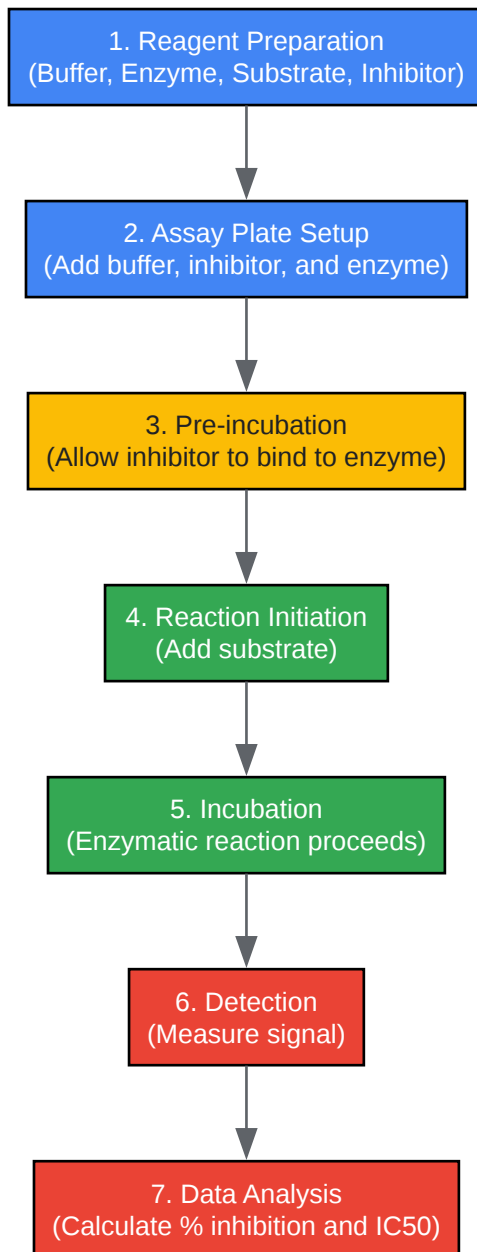 1. Reagent Preparation
(Buffer, Enzyme, Substrate, Inhibitor)
2. Assay Plate Setup
(Add buffer, inhibitor, and enzyme)
3. Pre-incubation
(Allow inhibitor to bind to enzyme)
4. Reaction Initiation
(Add substrate)
5. Incubation
(Enzymatic reaction proceeds)
6. Detection
(Measure signal)
7. Data Analysis
(Calculate % inhibition and IC50)